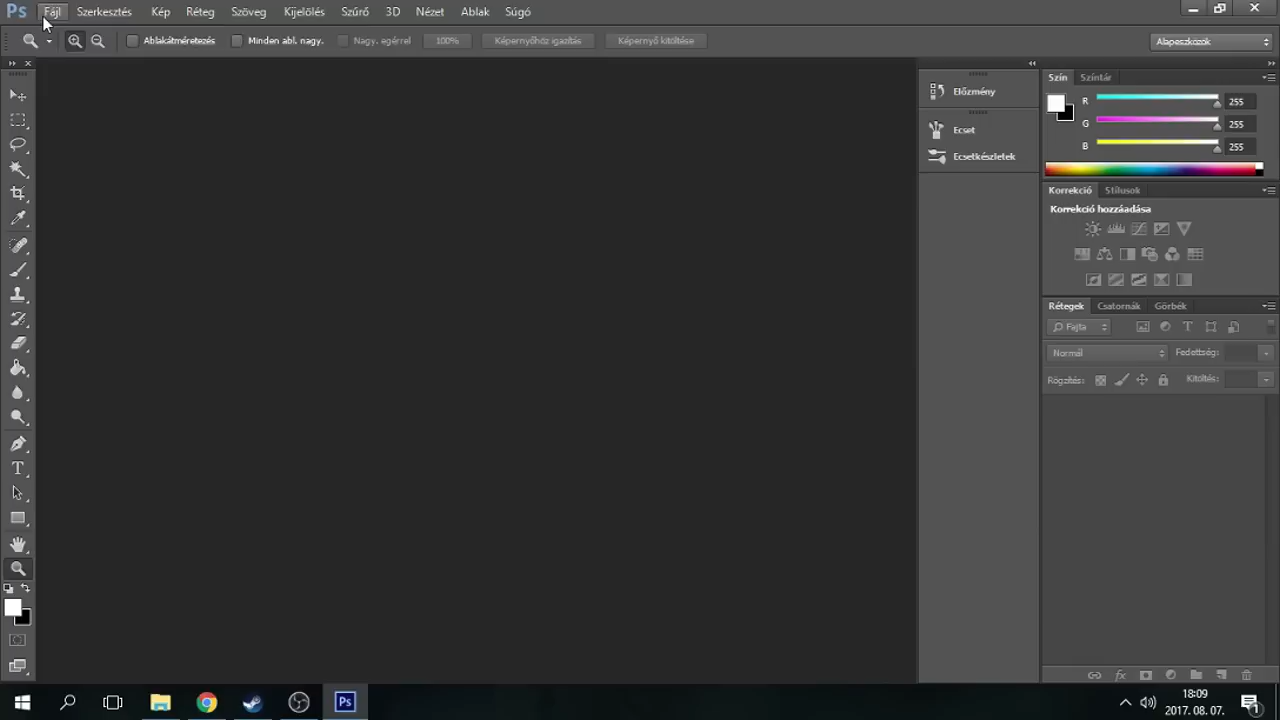 Ps Fájl Szerkesztés Kép Réteg Szöveg Kijelölés Szűrő 3D Nézet Ablak Súgó
Ablakátméretezés Minden abl. nagy. Nagy. egérrel 100% Képernyőhöz igazítás Képernyő kitöltése Alapeszközök
Előzmény
Ecset
Ecsetkészletek
Szín Színtár
R 255
G 255
B 255
Korrekció Stílusok
Korrekció hozzáadása
Rétegek Csatornák Görbék
Fajta
Normál Fedettség:
Rögzítés: Kitöltés:
Ps
18:09
2017. 08. 07.
1